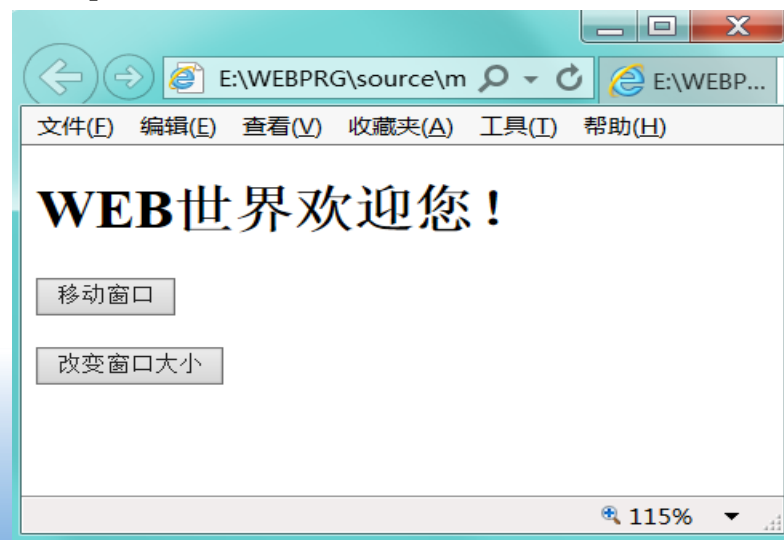 E:\WEBPRG\source\m E:\WEBP...
文件(F) 编辑(E) 查看(V) 收藏夹(A) 工具(T) 帮助(H)
WEB世界欢迎您！
移动窗口
改变窗口大小
115%